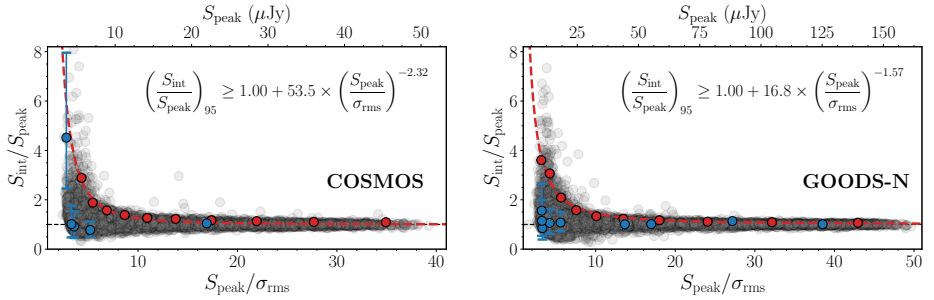 S_peak (μJy)
10 20 30 40 50
8
6
4
2
0
S_int/S_peak
(S_int/S_peak)_95 ≥ 1.00 + 53.5 × (S_peak/σ_rms)^−2.32
COSMOS
10 20 30 40
S_peak/σ_rms
S_peak (μJy)
25 50 75 100 125 150
8
6
4
2
0
S_int/S_peak
(S_int/S_peak)_95 ≥ 1.00 + 16.8 × (S_peak/σ_rms)^−1.57
GOODS-N
10 20 30 40 50
S_peak/σ_rms